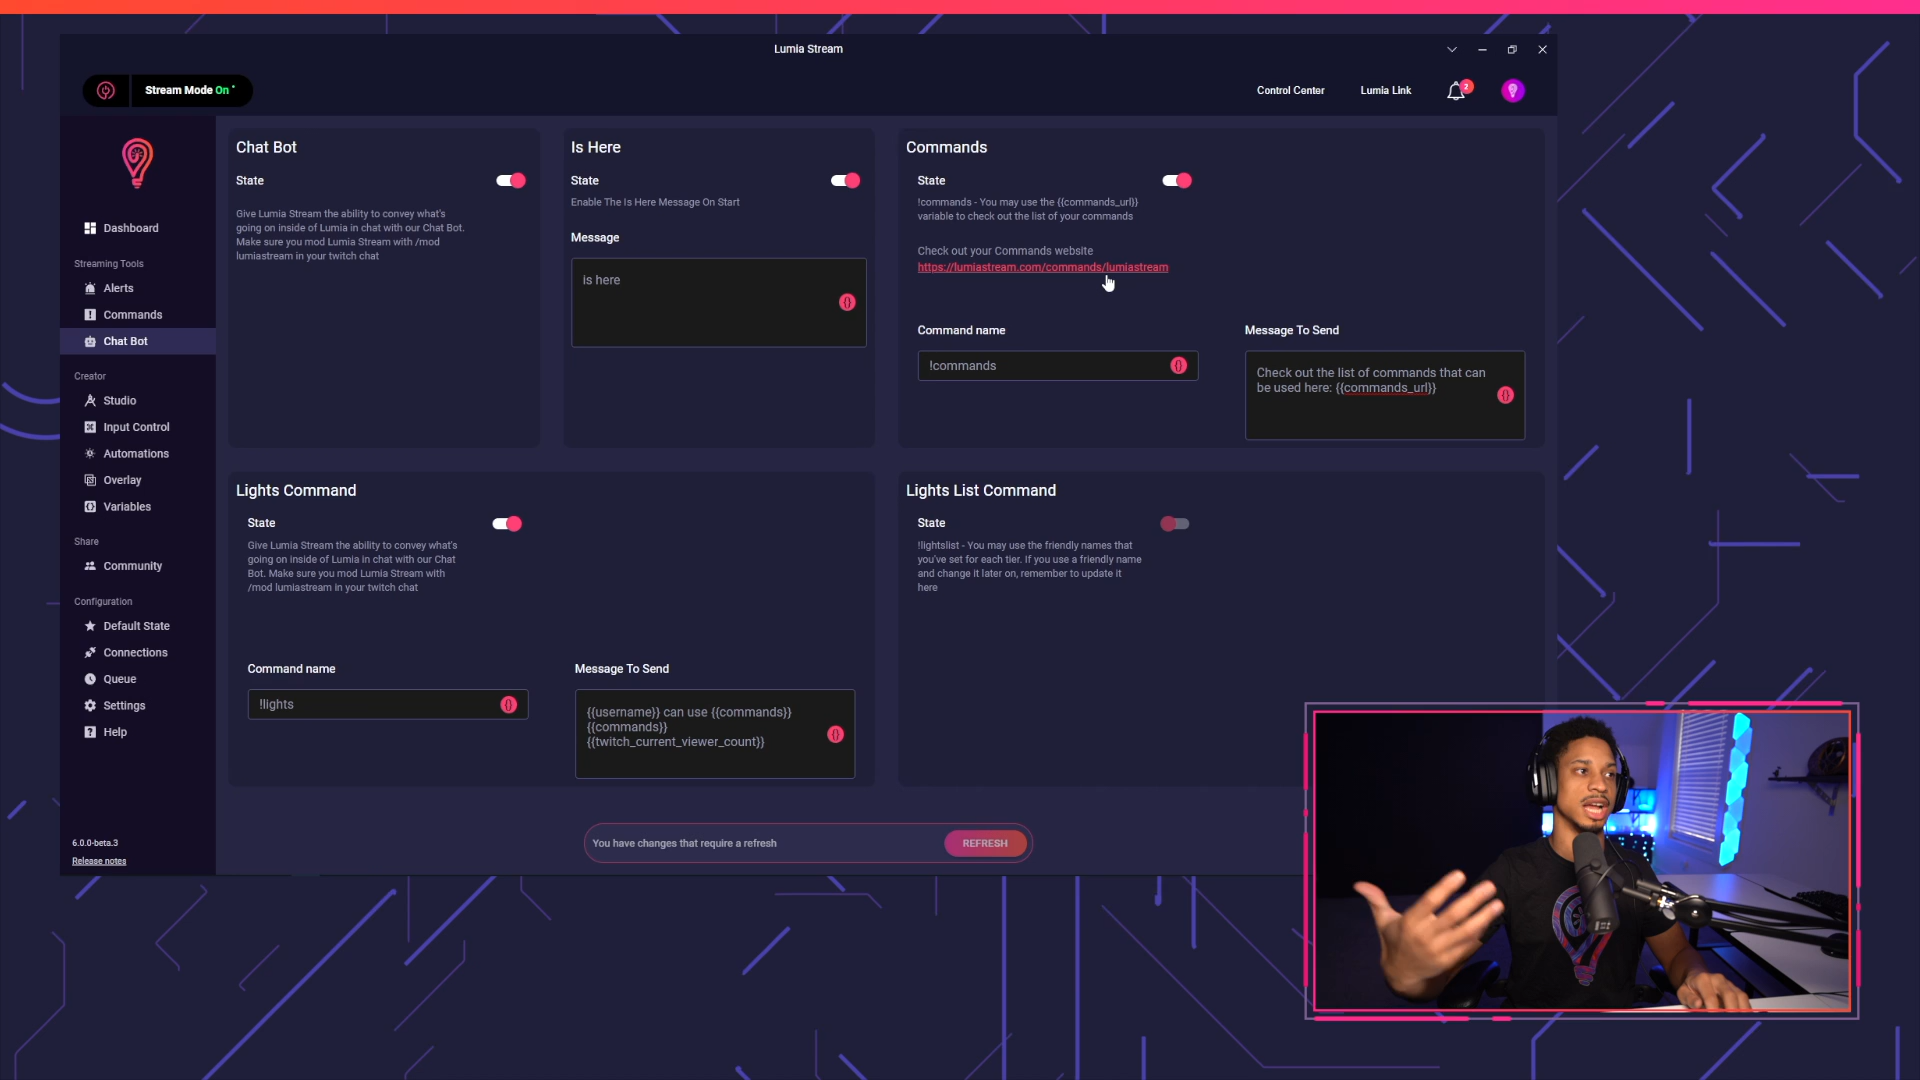 Lumia Stream
Stream Mode On
Control Center
Lumia Link
2
Dashboard
Streaming Tools
Alerts
Commands
Chat Bot
Creator
Studio
Input Control
Automations
Overlay
Variables
Share
Community
Configuration
Default State
Connections
Queue
Settings
Help
6.0.0-beta.3
Release notes
Chat Bot
State
Give Lumia Stream the ability to convey what's
going on inside of Lumia in chat with our Chat Bot.
Make sure you mod Lumia Stream with /mod
lumiastream in your twitch chat
Is Here
State
Enable The Is Here Message On Start
Message
is here
{}
Commands
State
!commands - You may use the {{commands_url}}
variable to check out the list of your commands
Check out your Commands website
https://lumiastream.com/commands/lumiastream
Command name
!commands
{}
Message To Send
Check out the list of commands that can
be used here: {{commands_url}}
{}
Lights Command
State
Give Lumia Stream the ability to convey what's
going on inside of Lumia in chat with our Chat
Bot. Make sure you mod Lumia Stream with
/mod lumiastream in your twitch chat
Command name
!lights
{}
Message To Send
{{username}} can use {{commands}}
{{commands}}
{{twitch_current_viewer_count}}
{}
Lights List Command
State
!lightslist - You may use the friendly names that
you've set for each tier. If you use a friendly name
and change it later on, remember to update it
here
You have changes that require a refresh
REFRESH